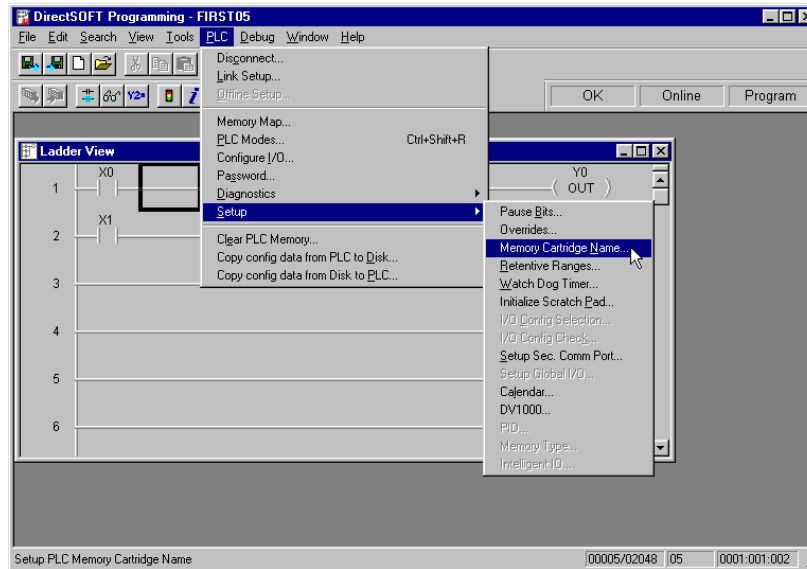 DirectSOFT Programming - FIRST05
File Edit Search View Tools PLC Debug Window Help
OK Online Program
Disconnect...
Link Setup...
Offline Setup...
Memory Map...
PLC Modes... Ctrl+Shift+R
Configure I/O...
Password...
Diagnostics
Setup
Clear PLC Memory...
Copy config data from PLC to Disk...
Copy config data from Disk to PLC...
Pause Bits...
Overrides...
Memory Cartridge Name...
Retentive Ranges...
Watch Dog Timer...
Initialize Scratch Pad...
I/O Config Selection...
I/O Config Check...
Setup Sec. Comm Port...
Setup Global I/O...
Calendar...
DV1000...
PID...
Memory Type...
Intelligent IO...
Ladder View
X0 Y0
1 OUT
X1
2
3
4
5
6
Setup PLC Memory Cartridge Name 00005/02048 05 0001:001:002